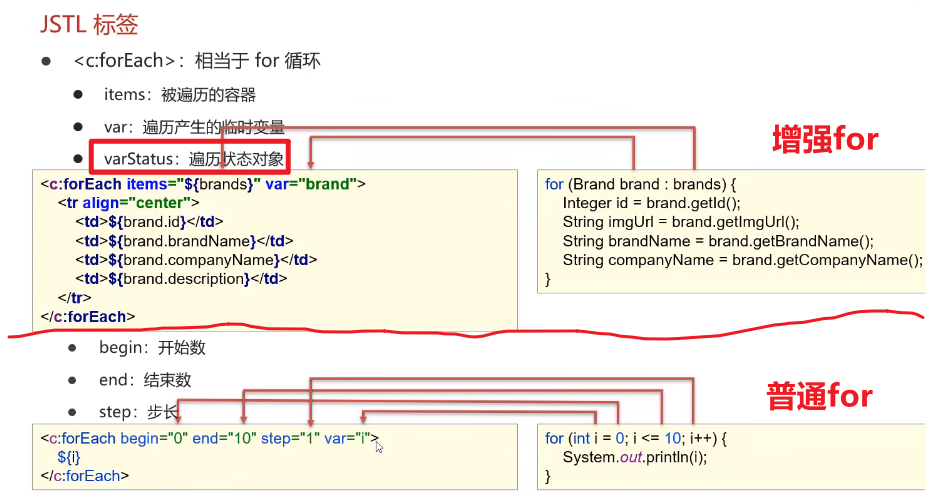 JSTL 标签
<c:forEach>：相当于 for 循环
items：被遍历的容器
var：遍历产生的临时变量
varStatus：遍历状态对象
增强for
<c:forEach items="${brands}" var="brand">
<tr align="center">
<td>${brand.id}</td>
<td>${brand.brandName}</td>
<td>${brand.companyName}</td>
<td>${brand.description}</td>
</tr>
</c:forEach>
for (Brand brand : brands) {
Integer id = brand.getId();
String imgUrl = brand.getImgUrl();
String brandName = brand.getBrandName();
String companyName = brand.getCompanyName();
}
begin：开始数
end：结束数
step：步长
普通for
<c:forEach begin="0" end="10" step="1" var="i">
${i}
</c:forEach>
for (int i = 0; i <= 10; i++) {
System.out.println(i);
}